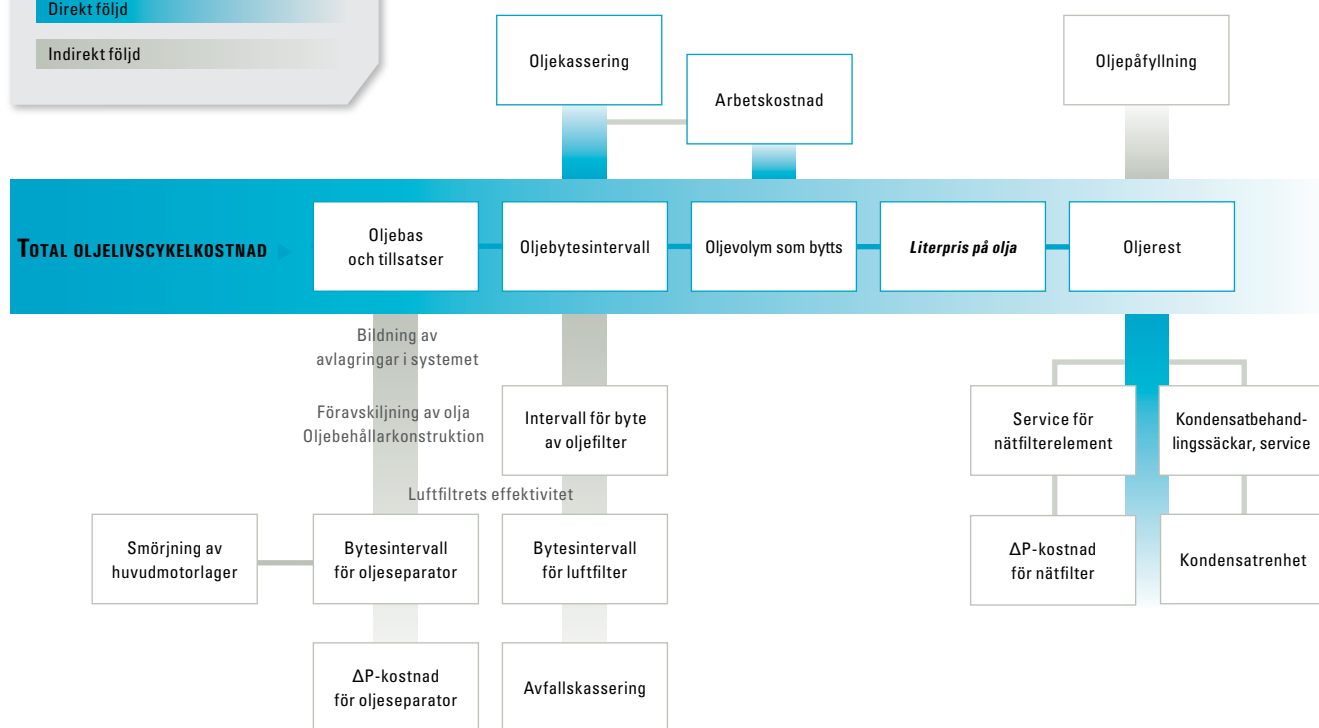 Direkt följd
Indirekt följd
Oljekassering
Arbetskostnad
Oljepåfyllning
TOTAL OLJELIVSCYKELKOSTNAD
Oljebas
och tillsatser
Oljebytesintervall
Oljevolym som bytts
Literpris på olja
Oljerest
Bildning av
avlagringar i systemet
Föravskiljning av olja
Oljebehållarkonstruktion
Intervall för byte
av oljefilter
Service för
nätfilterelement
Kondensatbehand-
lingssäckar, service
Luftfiltrets effektivitet
Smörjning av
huvudmotorlager
Bytesintervall
för oljeseparator
Bytesintervall
för luftfilter
ΔP-kostnad
för nätfilter
Kondensatrenhet
ΔP-kostnad
för oljeseparator
Avfallskassering